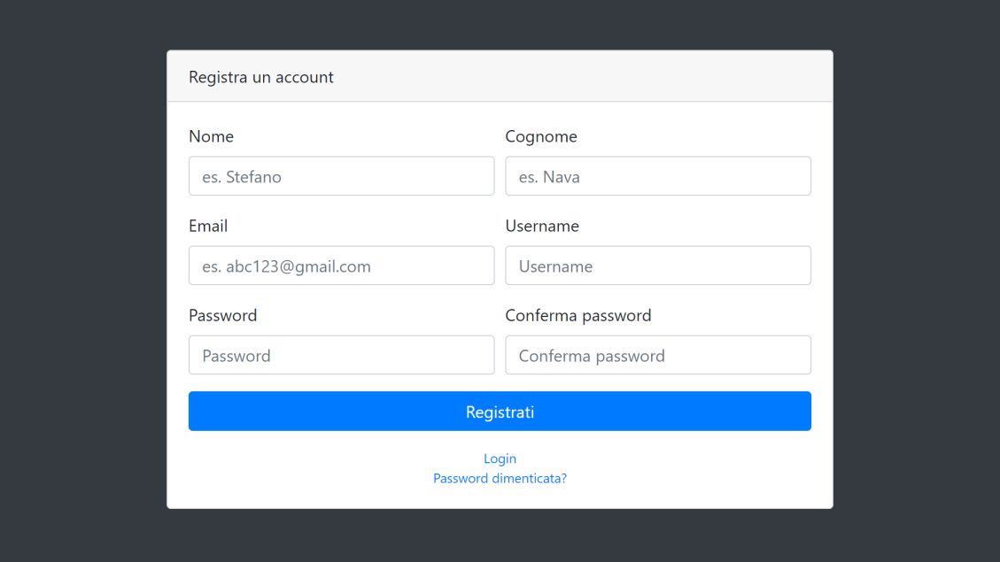 Registra un account
Nome Cognome
es. Stefano es. Nava
Email Username
es. abc123@gmail.com Username
Password Conferma password
Password Conferma password
Registrati
Login
Password dimenticata?